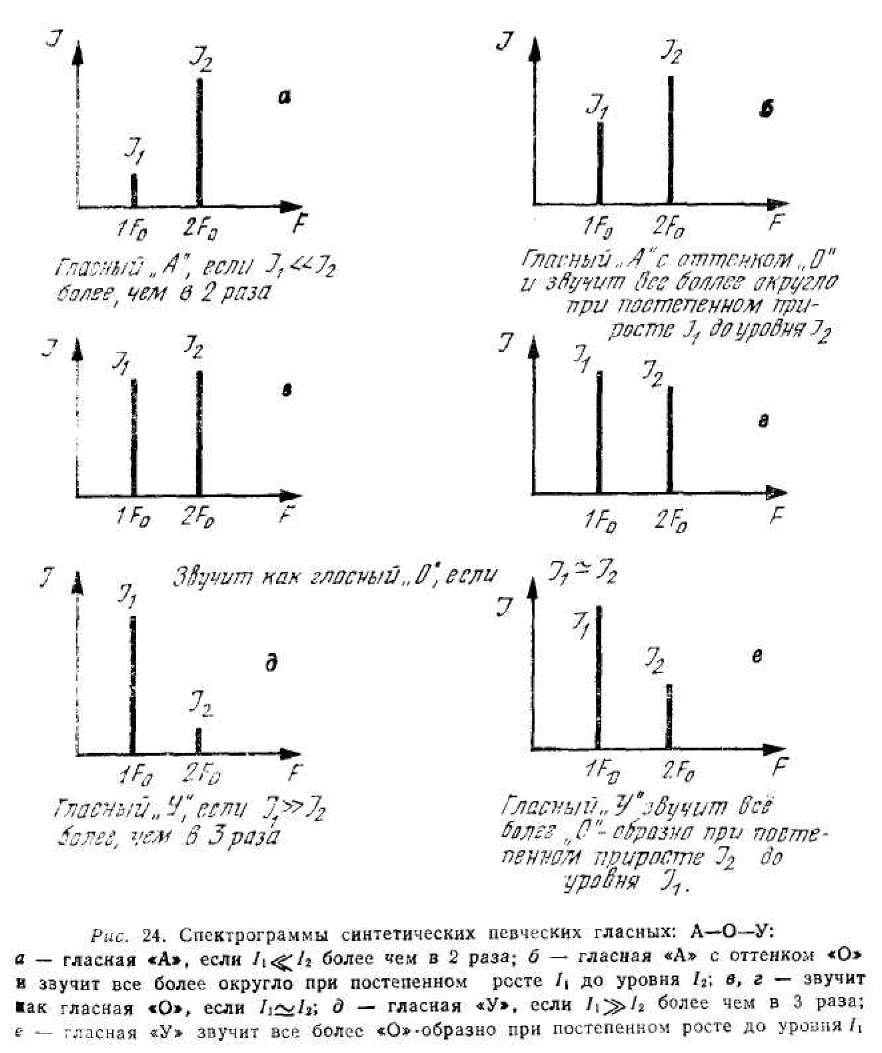 J
J₂
J₁
а
1F₀ 2F₀ F
Гласный „А", если J₁≪J₂
более, чем в 2 раза
J
J₂
J₁
б
1F₀ 2F₀ F
Гласный „А" с оттенком „О"
и звучит все боллее округло
при постепенном при-
росте J₁ до уровня J₂
J
J₁
J₂
в
1F₀ 2F₀ F
J
J₁
J₂
г
1F₀ 2F₀ F
Звучит как гласный „О", если J₁≃J₂
J
J₁
J₂
д
1F₀ 2F₀ F
Гласный „У", если J₁≫J₂
более, чем в 3 раза
J
J₁
J₂
е
1F₀ 2F₀ F
Гласный „У" звучит всё
более „О"-образно при посте-
пенном приросте J₂ до
уровня J₁.
Рис. 24. Спектрограммы синтетических певческих гласных: А—О—У:
а — гласная «А», если I₁≪I₂ более чем в 2 раза; б — гласная «А» с оттенком «О»
и звучит все более округло при постепенном росте I₁ до уровня I₂; в, г — звучит
как гласная «О», если I₁≃I₂; д — гласная «У», если I₁≫I₂ более чем в 3 раза;
е — гласная «У» звучит все более «О»-образно при постепенном росте до уровня I₁